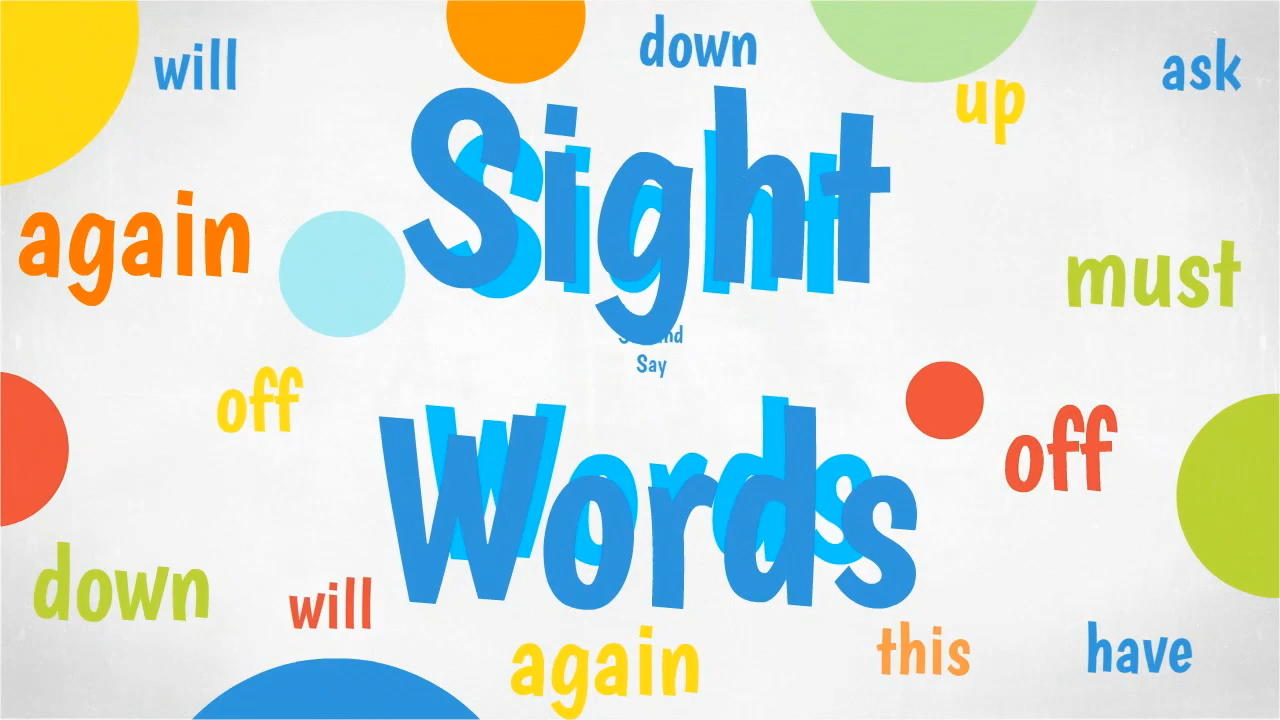 will
down
ask
up
Sight
again
must
Say
off
Words
off
down
will
again
this
have